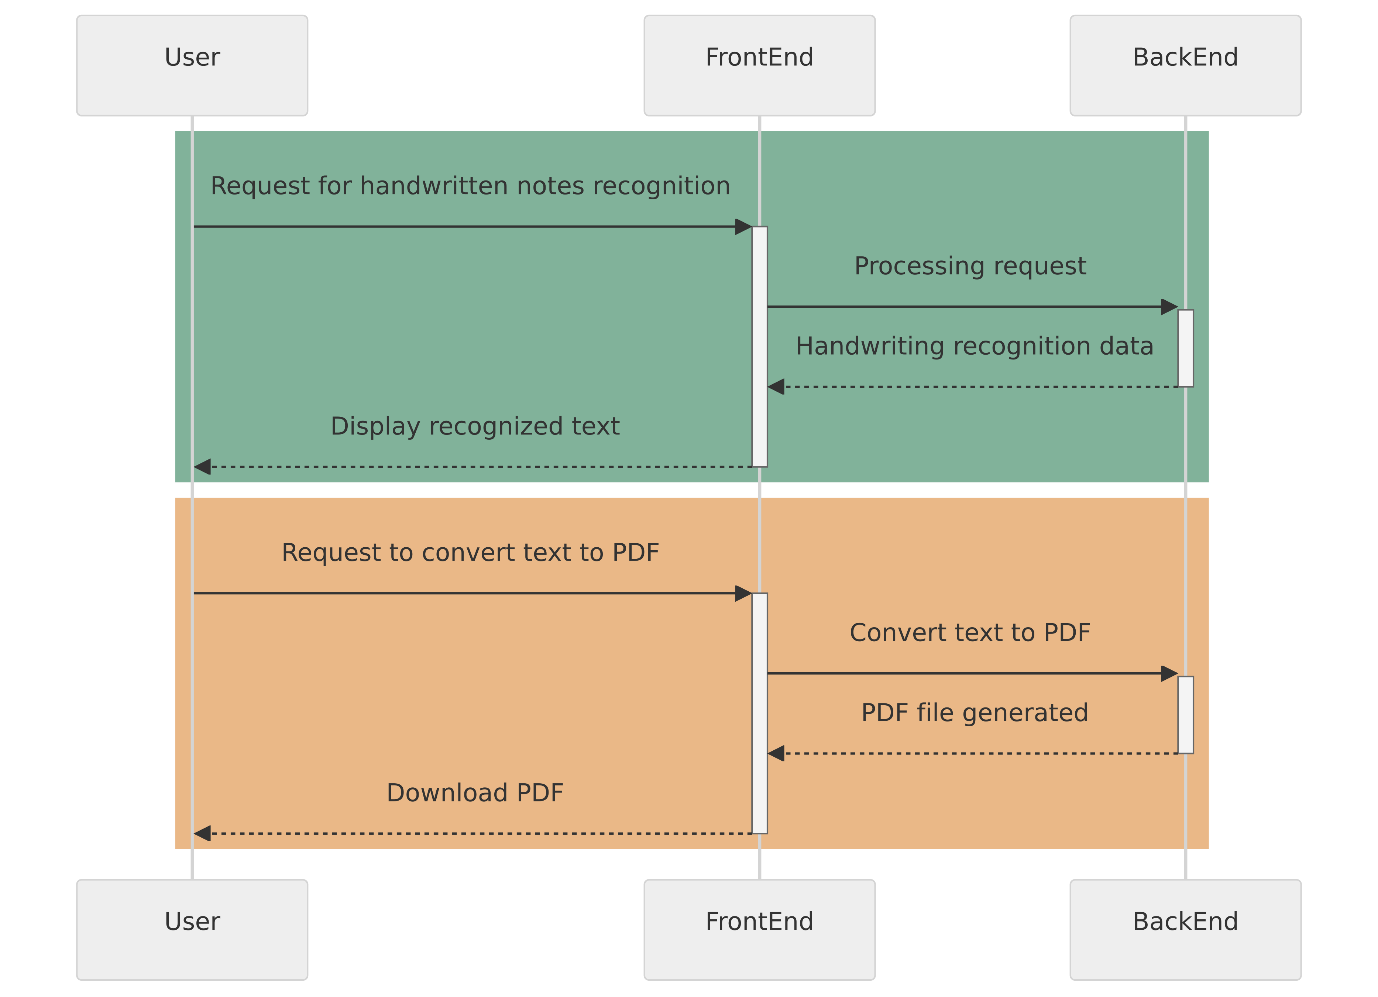 User
FrontEnd
BackEnd
Request for handwritten notes recognition
Processing request
Handwriting recognition data
Display recognized text
Request to convert text to PDF
Convert text to PDF
PDF file generated
Download PDF
User
FrontEnd
BackEnd